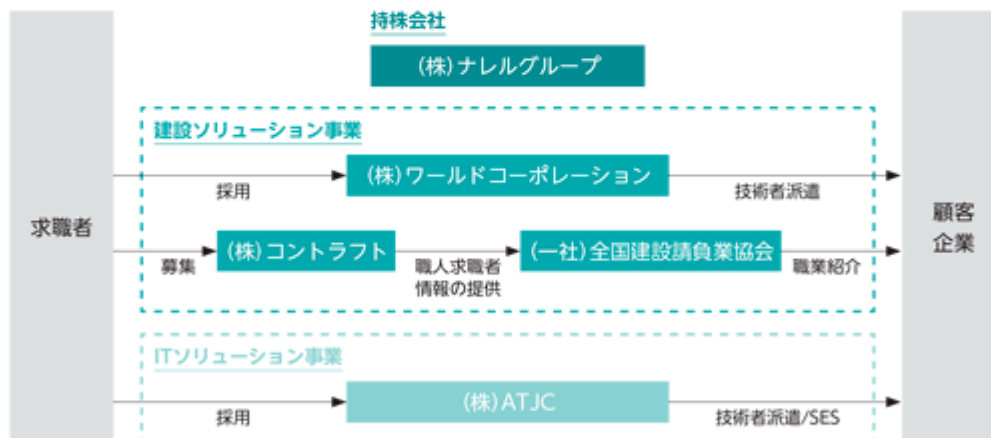 持株会社
(株)ナレルグループ
建設ソリューション事業
(株)ワールドコーポレーション
採用
技術者派遣
求職者
顧客
企業
(株)コントラフト
(一社)全国建設請負業協会
募集
職人求職者
情報の提供
職業紹介
ITソリューション事業
(株)ATJC
採用
技術者派遣/SES